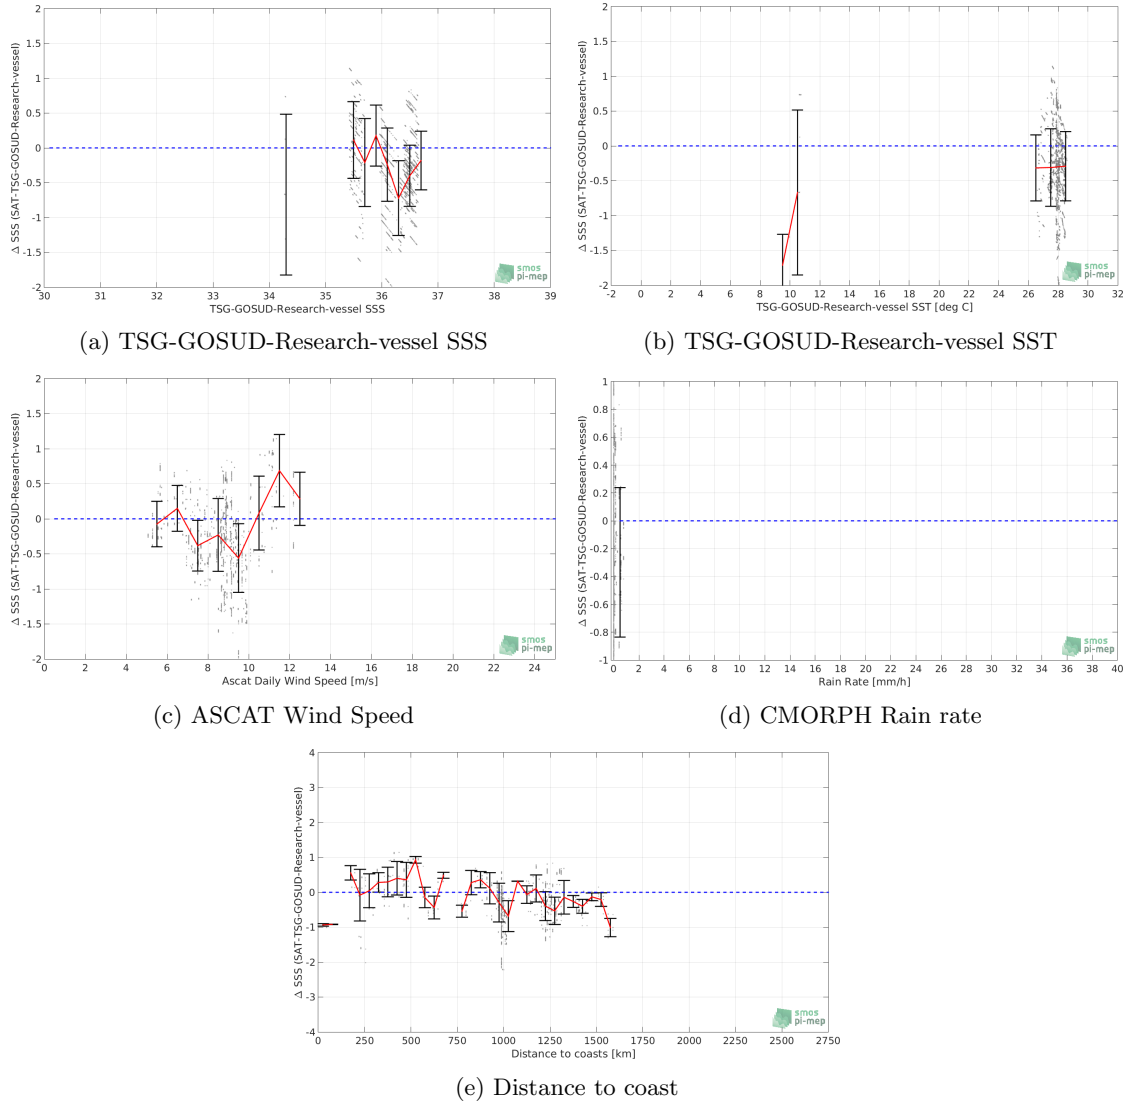 2
1.5
1
0.5
0
-0.5
-1
-1.5
-2
Δ SSS (SAT-TSG-GOSUD-Research-vessel)
30 31 32 33 34 35 36 37 38 39
TSG-GOSUD-Research-vessel SSS
smos
pi-mep
(a) TSG-GOSUD-Research-vessel SSS
2
1.5
1
0.5
0
-0.5
-1
-1.5
-2
Δ SSS (SAT-TSG-GOSUD-Research-vessel)
-2 0 2 4 6 8 10 12 14 16 18 20 22 24 26 28 30 32
TSG-GOSUD-Research-vessel SST [deg C]
smos
pi-mep
(b) TSG-GOSUD-Research-vessel SST
2
1.5
1
0.5
0
-0.5
-1
-1.5
-2
Δ SSS (SAT-TSG-GOSUD-Research-vessel)
0 2 4 6 8 10 12 14 16 18 20 22 24
Ascat Daily Wind Speed [m/s]
smos
pi-mep
(c) ASCAT Wind Speed
1
0.8
0.6
0.4
0.2
0
-0.2
-0.4
-0.6
-0.8
-1
Δ SSS (SAT-TSG-GOSUD-Research-vessel)
0 2 4 6 8 10 12 14 16 18 20 22 24 26 28 30 32 34 36 38 40
Rain Rate [mm/h]
smos
pi-mep
(d) CMORPH Rain rate
4
3
2
1
0
-1
-2
-3
-4
Δ SSS (SAT-TSG-GOSUD-Research-vessel)
0 250 500 750 1000 1250 1500 1750 2000 2250 2500 2750
Distance to coasts [km]
smos
pi-mep
(e) Distance to coast